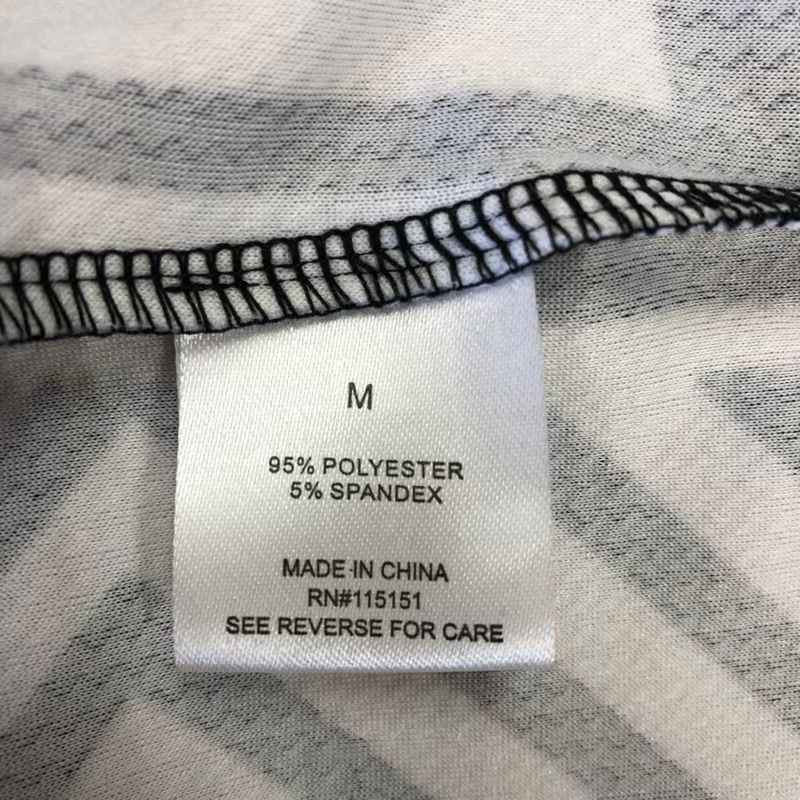 M
95% POLYESTER
5% SPANDEX
MADE IN CHINA
RN#115151
SEE REVERSE FOR CARE